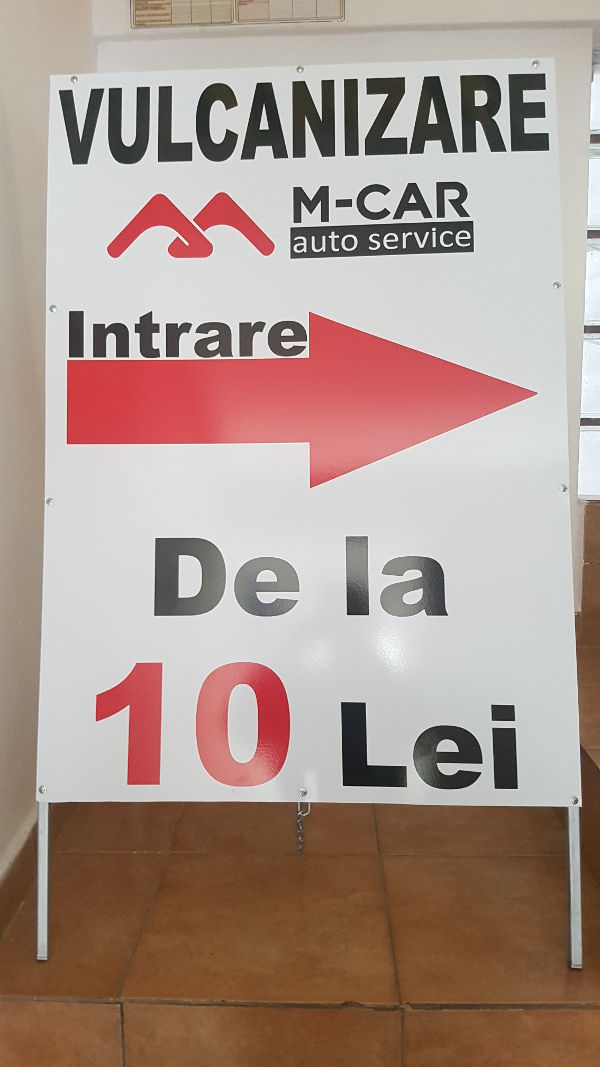 VULCANIZARE
M-CAR
auto service
Intrare
De la
10 Lei